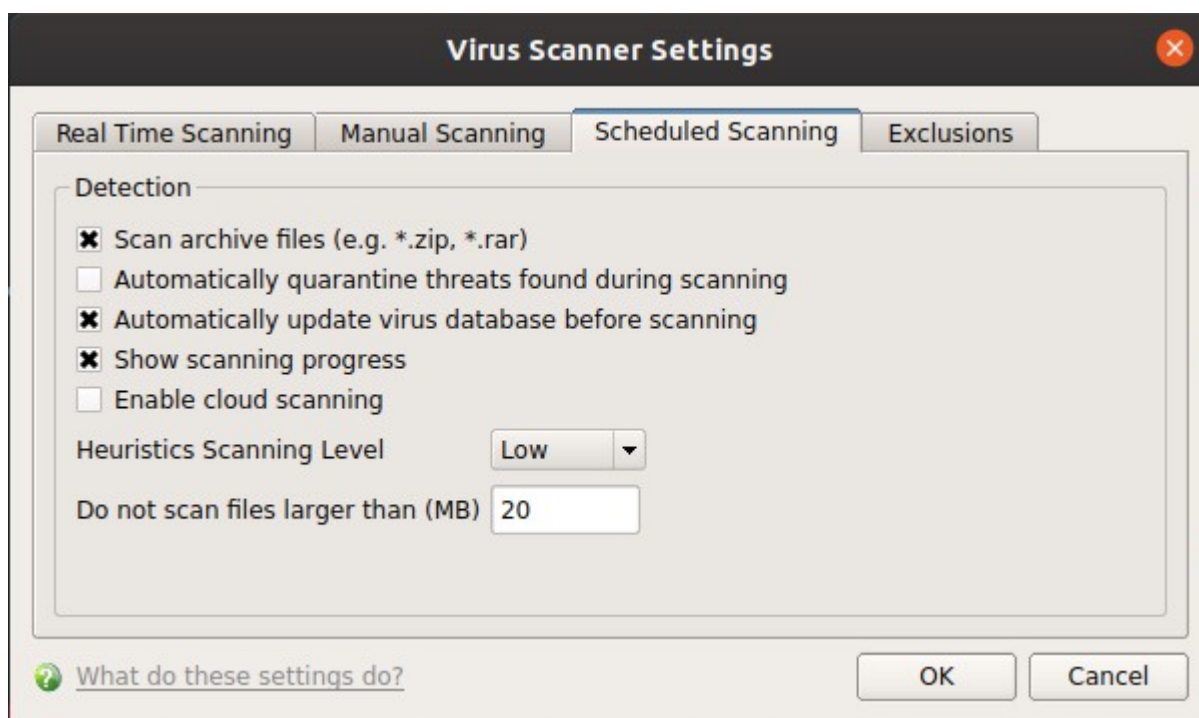 Virus Scanner Settings
Real Time Scanning Manual Scanning Scheduled Scanning Exclusions
Detection
Scan archive files (e.g. *.zip, *.rar)
Automatically quarantine threats found during scanning
Automatically update virus database before scanning
Show scanning progress
Enable cloud scanning
Heuristics Scanning Level Low
Do not scan files larger than (MB) 20
What do these settings do? OK Cancel